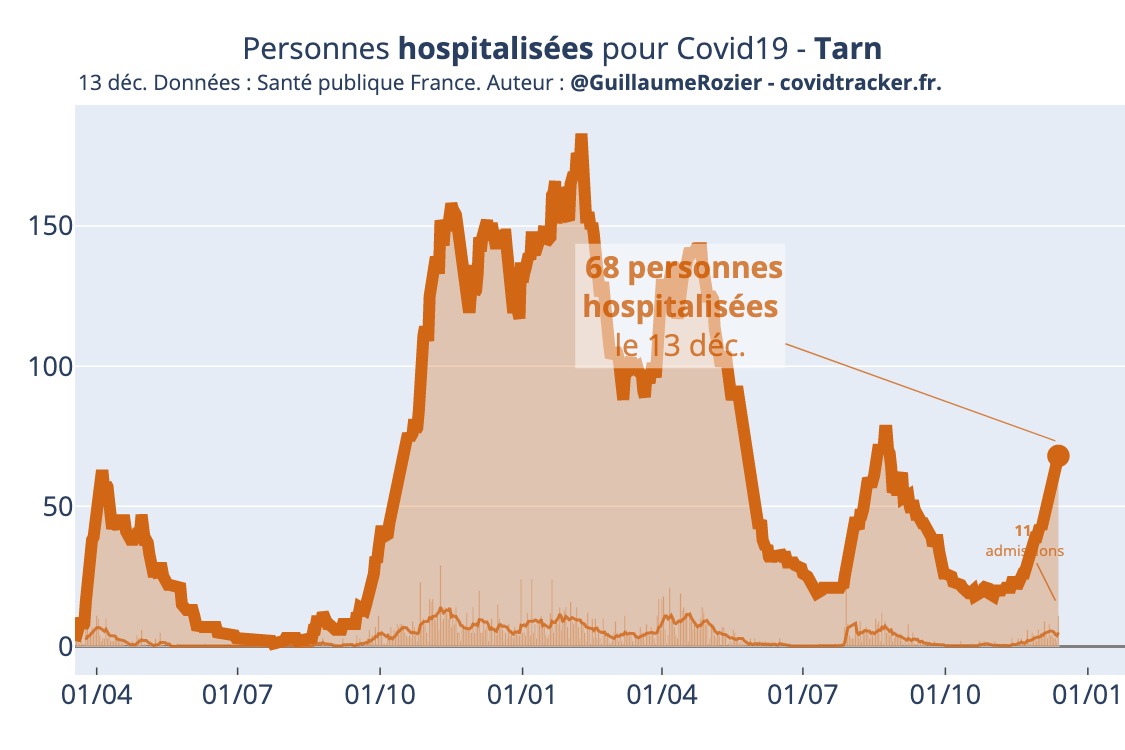 Personnes hospitalisées pour Covid19 - Tarn
13 déc. Données : Santé publique France. Auteur : @GuillaumeRozier - covidtracker.fr.
150
100
50
0
68 personnes
hospitalisées
le 13 déc.
11
admissions
01/04 01/07 01/10 01/01 01/04 01/07 01/10 01/01